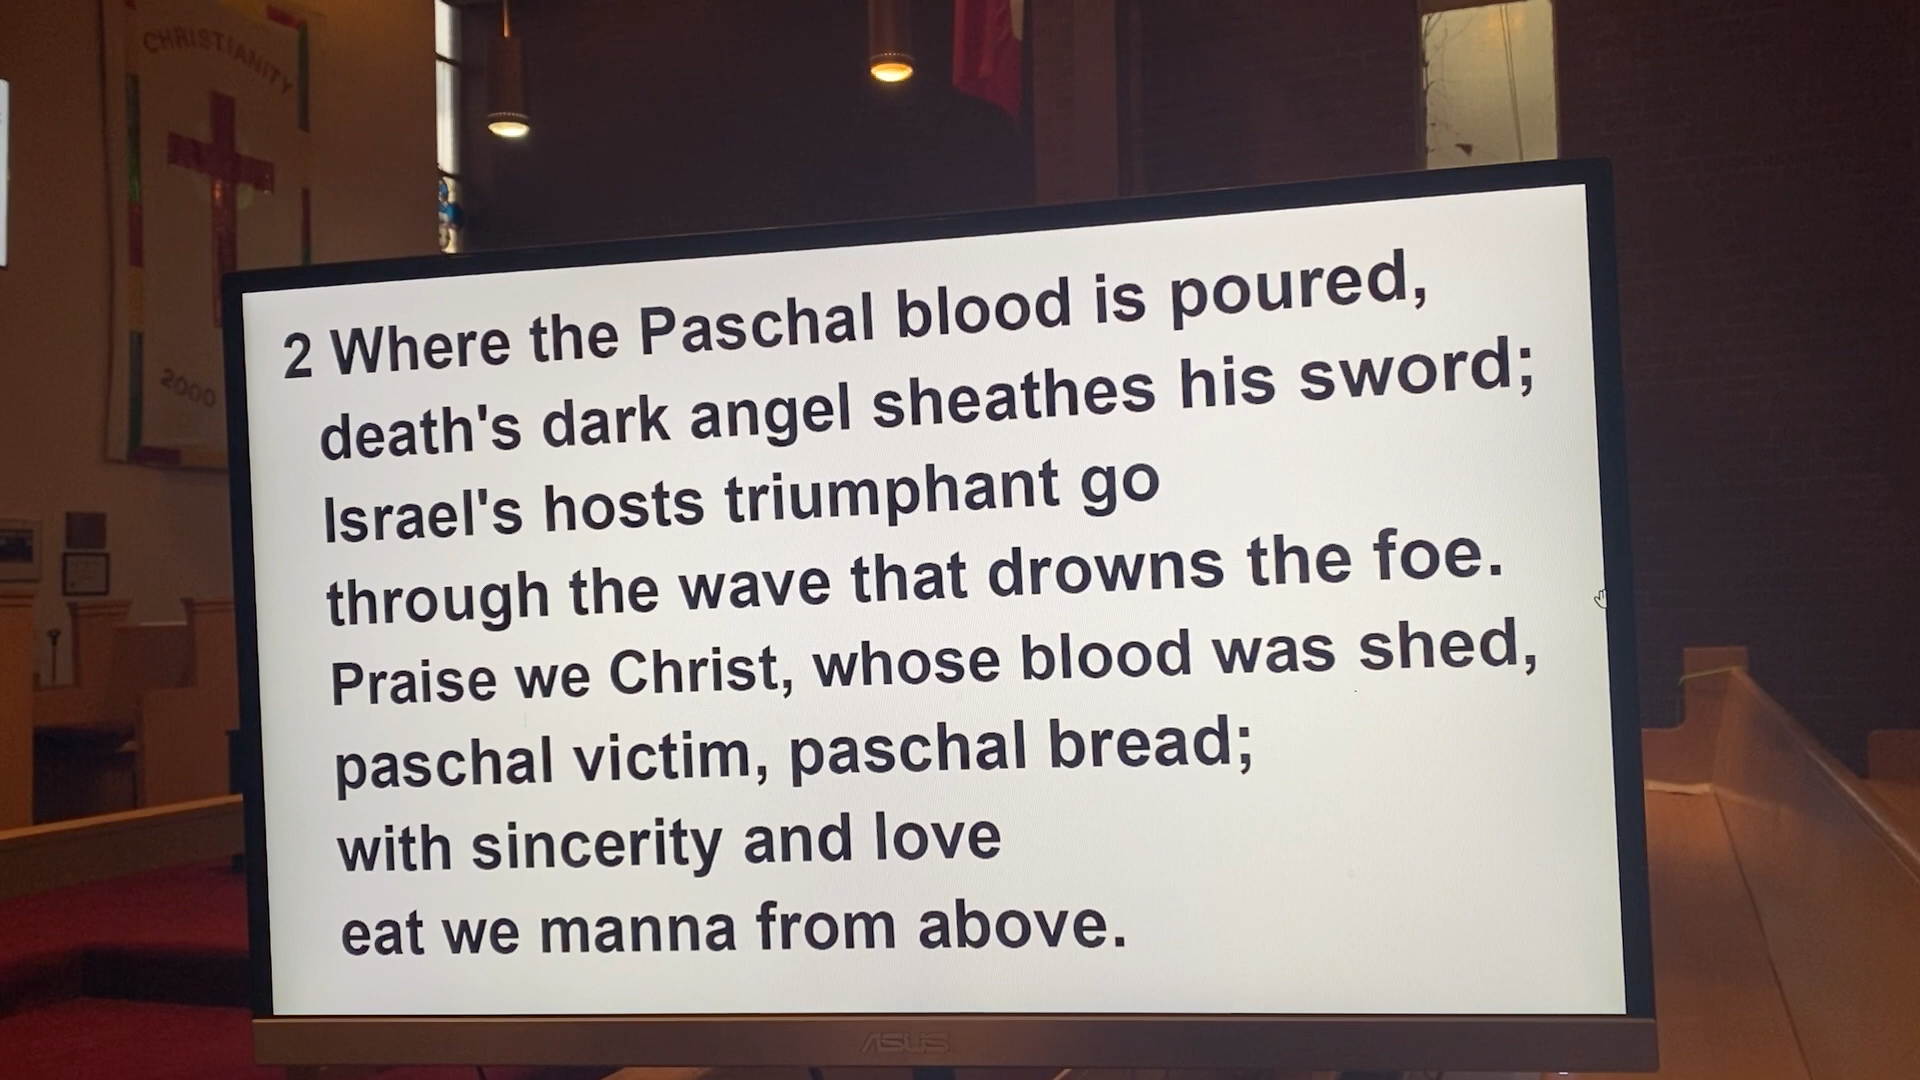 CHRISTIANITY
2000
2 Where the Paschal blood is poured,
death's dark angel sheathes his sword;
Israel's hosts triumphant go
through the wave that drowns the foe.
Praise we Christ, whose blood was shed,
paschal victim, paschal bread;
with sincerity and love
eat we manna from above.
ASUS